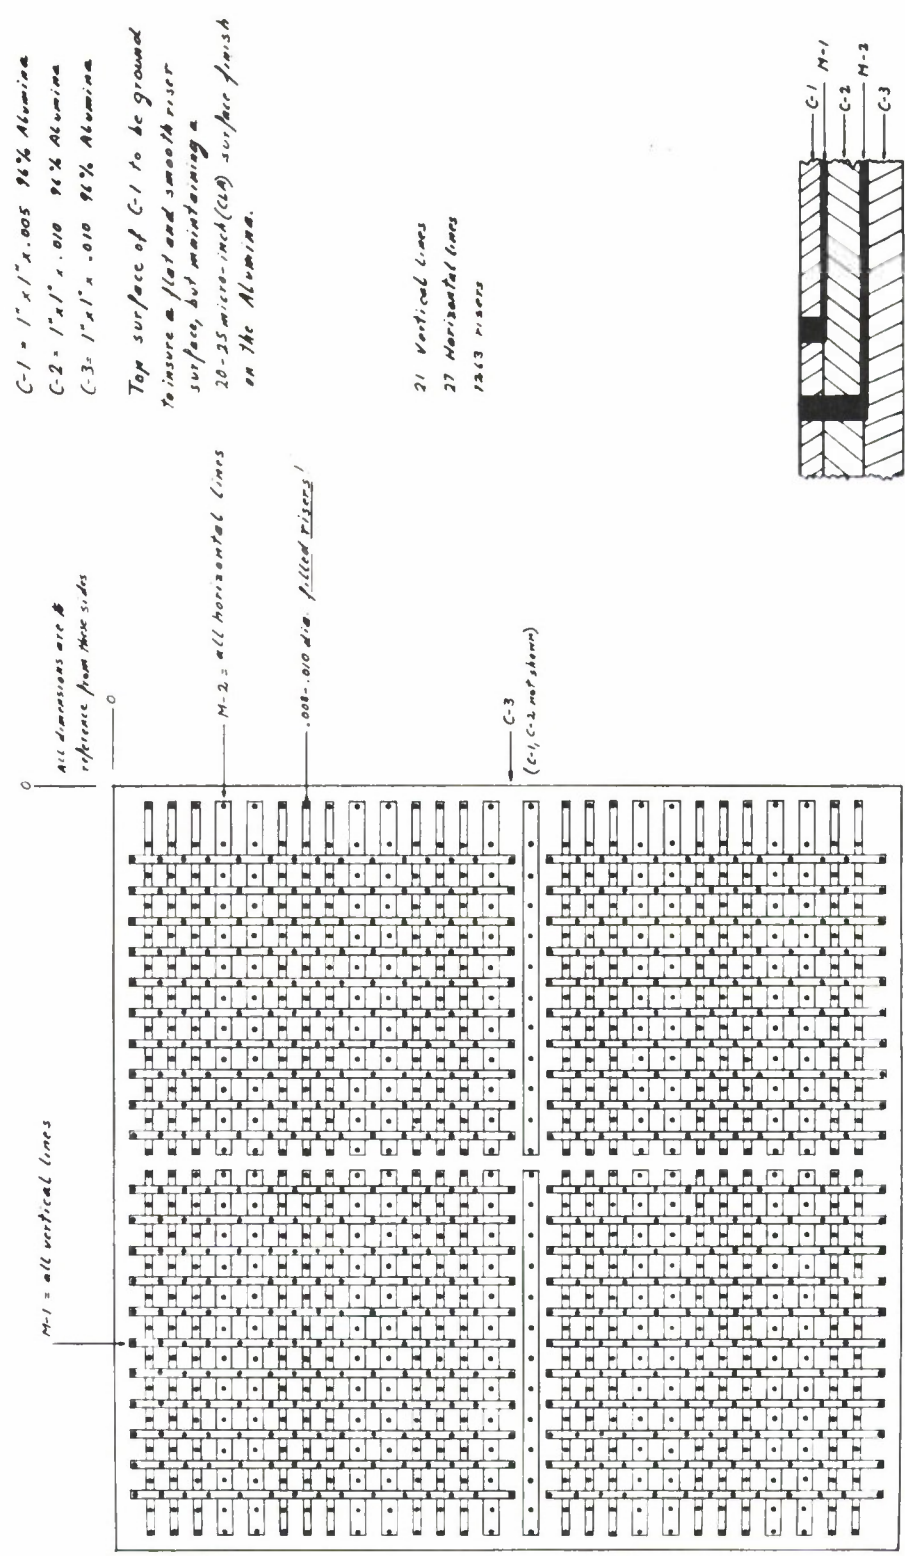 C-1 = 1" x 1" x .005 96% Alumina
C-2 = 1" x 1" x .010 96% Alumina
C-3 = 1" x 1" x .010 96% Alumina
Top surface of C-1 to be ground
to insure a flat and smooth riser
surface, but maintaining a
20-25 micro-inch (CLA) surface finish
on the Alumina.
21 Vertical Lines
27 Horizontal lines
1263 risers
C-1
M-1
C-2
M-2
C-3
All dimensions are
reference from these sides
0
0
M-2 = all horizontal lines
.008-.010 dia. filled risers!
C-3
(C-1, C-2 not shown)
M-1 = all vertical lines